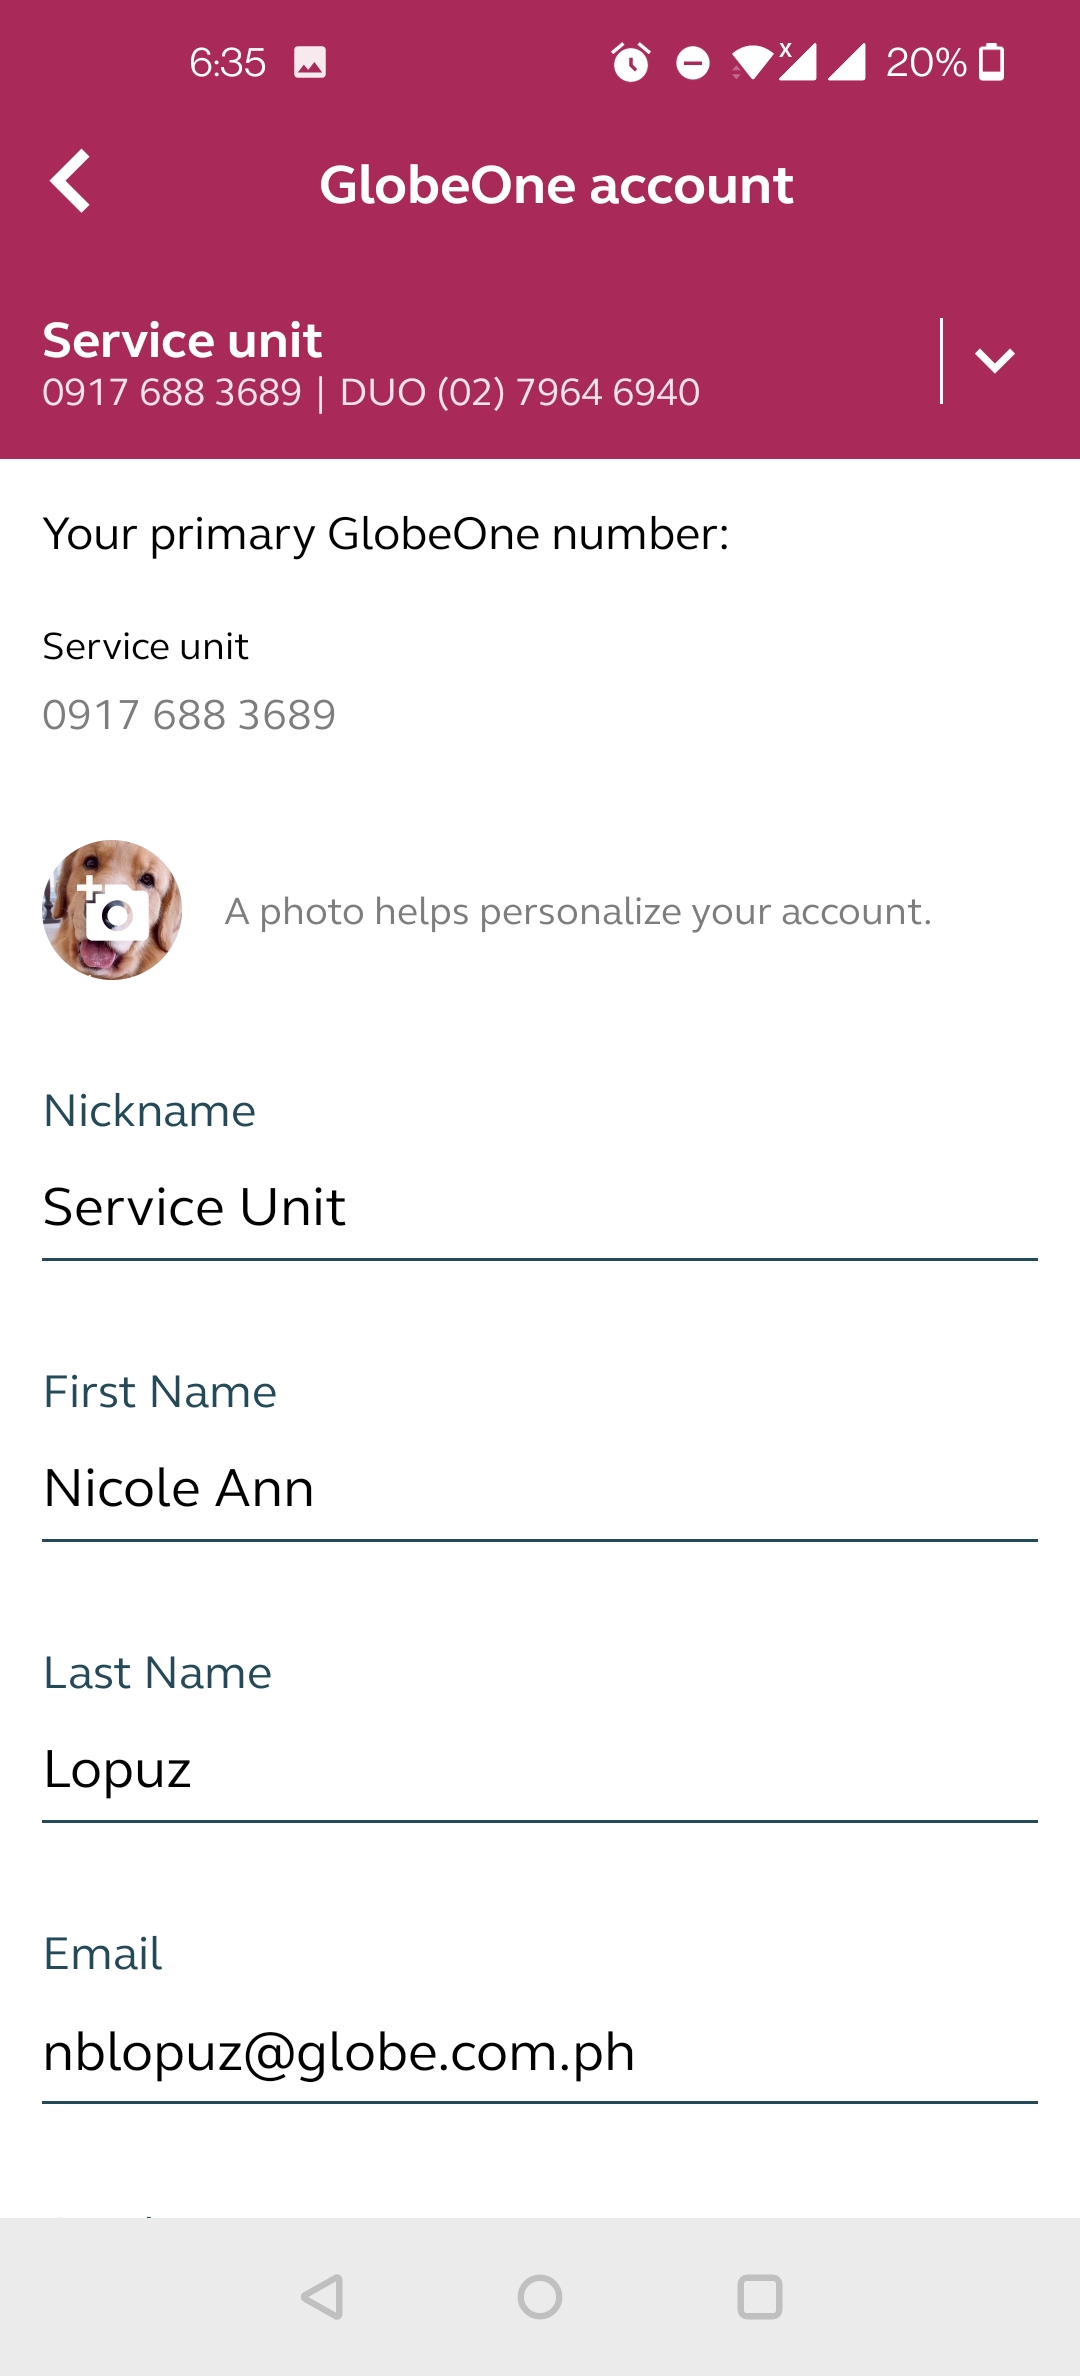 6:35
20%
GlobeOne account
Service unit
0917 688 3689 | DUO (02) 7964 6940
Your primary GlobeOne number:
Service unit
0917 688 3689
A photo helps personalize your account.
Nickname
Service Unit
First Name
Nicole Ann
Last Name
Lopuz
Email
nblopuz@globe.com.ph